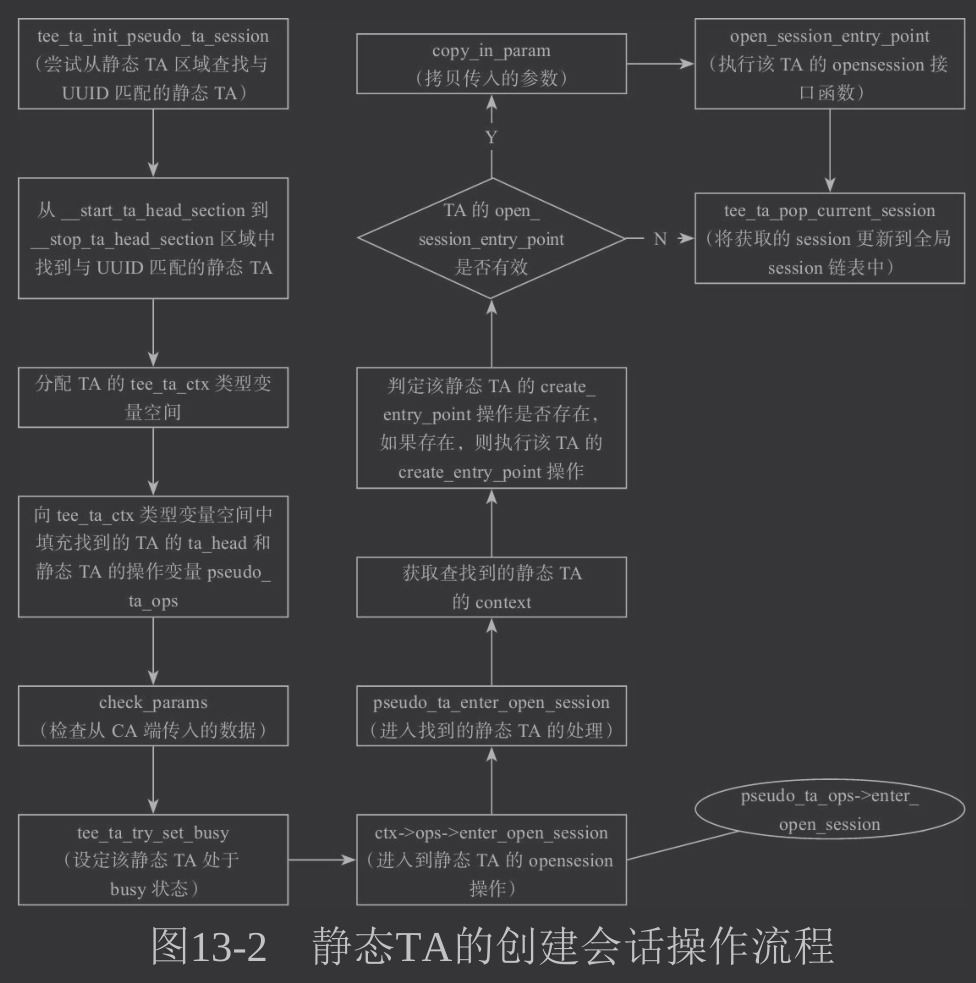 tee_ta_init_pseudo_ta_session
（尝试从静态 TA 区域查找与
UUID 匹配的静态 TA）
从 __start_ta_head_section 到
__stop_ta_head_section 区域中
找到与 UUID 匹配的静态 TA
分配 TA 的 tee_ta_ctx 类型变
量空间
向 tee_ta_ctx 类型变量空间中
填充找到的 TA 的 ta_head 和
静态 TA 的操作变量 pseudo_
ta_ops
check_params
（检查从 CA 端传入的数据）
tee_ta_try_set_busy
（设定该静态 TA 处于
busy 状态）
ctx->ops->enter_open_session
（进入到静态 TA 的 opensesion
操作）
pseudo_ta_ops->enter_
open_session
pseudo_ta_enter_open_session
（进入找到的静态 TA 的处理）
获取查找到的静态 TA
的 context
判定该静态 TA 的 create_
entry_point 操作是否存在，
如果存在，则执行该 TA 的
create_entry_point 操作
TA 的 open_
session_entry_point
是否有效
Y
N
copy_in_param
（拷贝传入的参数）
open_session_entry_point
（执行该 TA 的 opensession 接
口函数）
tee_ta_pop_current_session
（将获取的 session 更新到全局
session 链表中）
图13-2 静态TA的创建会话操作流程